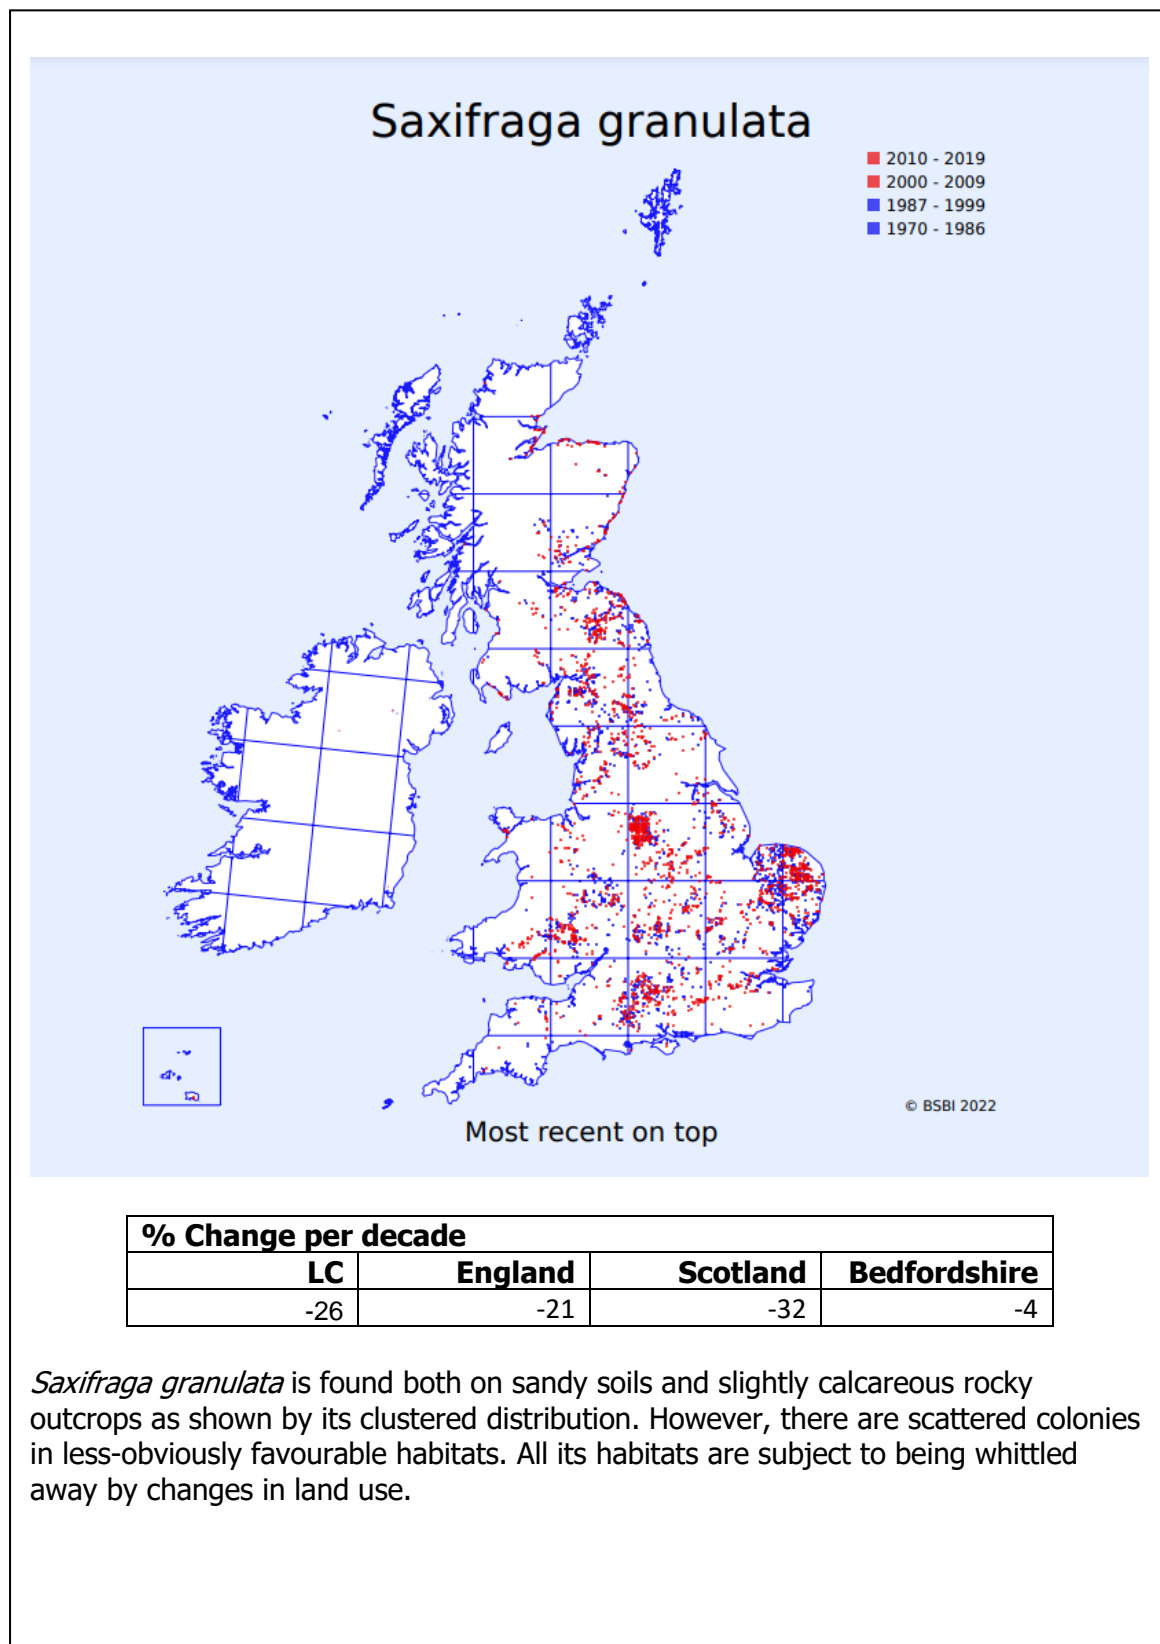 Saxifraga granulata
2010 - 2019
2000 - 2009
1987 - 1999
1970 - 1986
© BSBI 2022
Most recent on top
% Change per decade
LC England Scotland Bedfordshire
-26 -21 -32 -4
Saxifraga granulata is found both on sandy soils and slightly calcareous rocky
outcrops as shown by its clustered distribution. However, there are scattered colonies
in less-obviously favourable habitats. All its habitats are subject to being whittled
away by changes in land use.